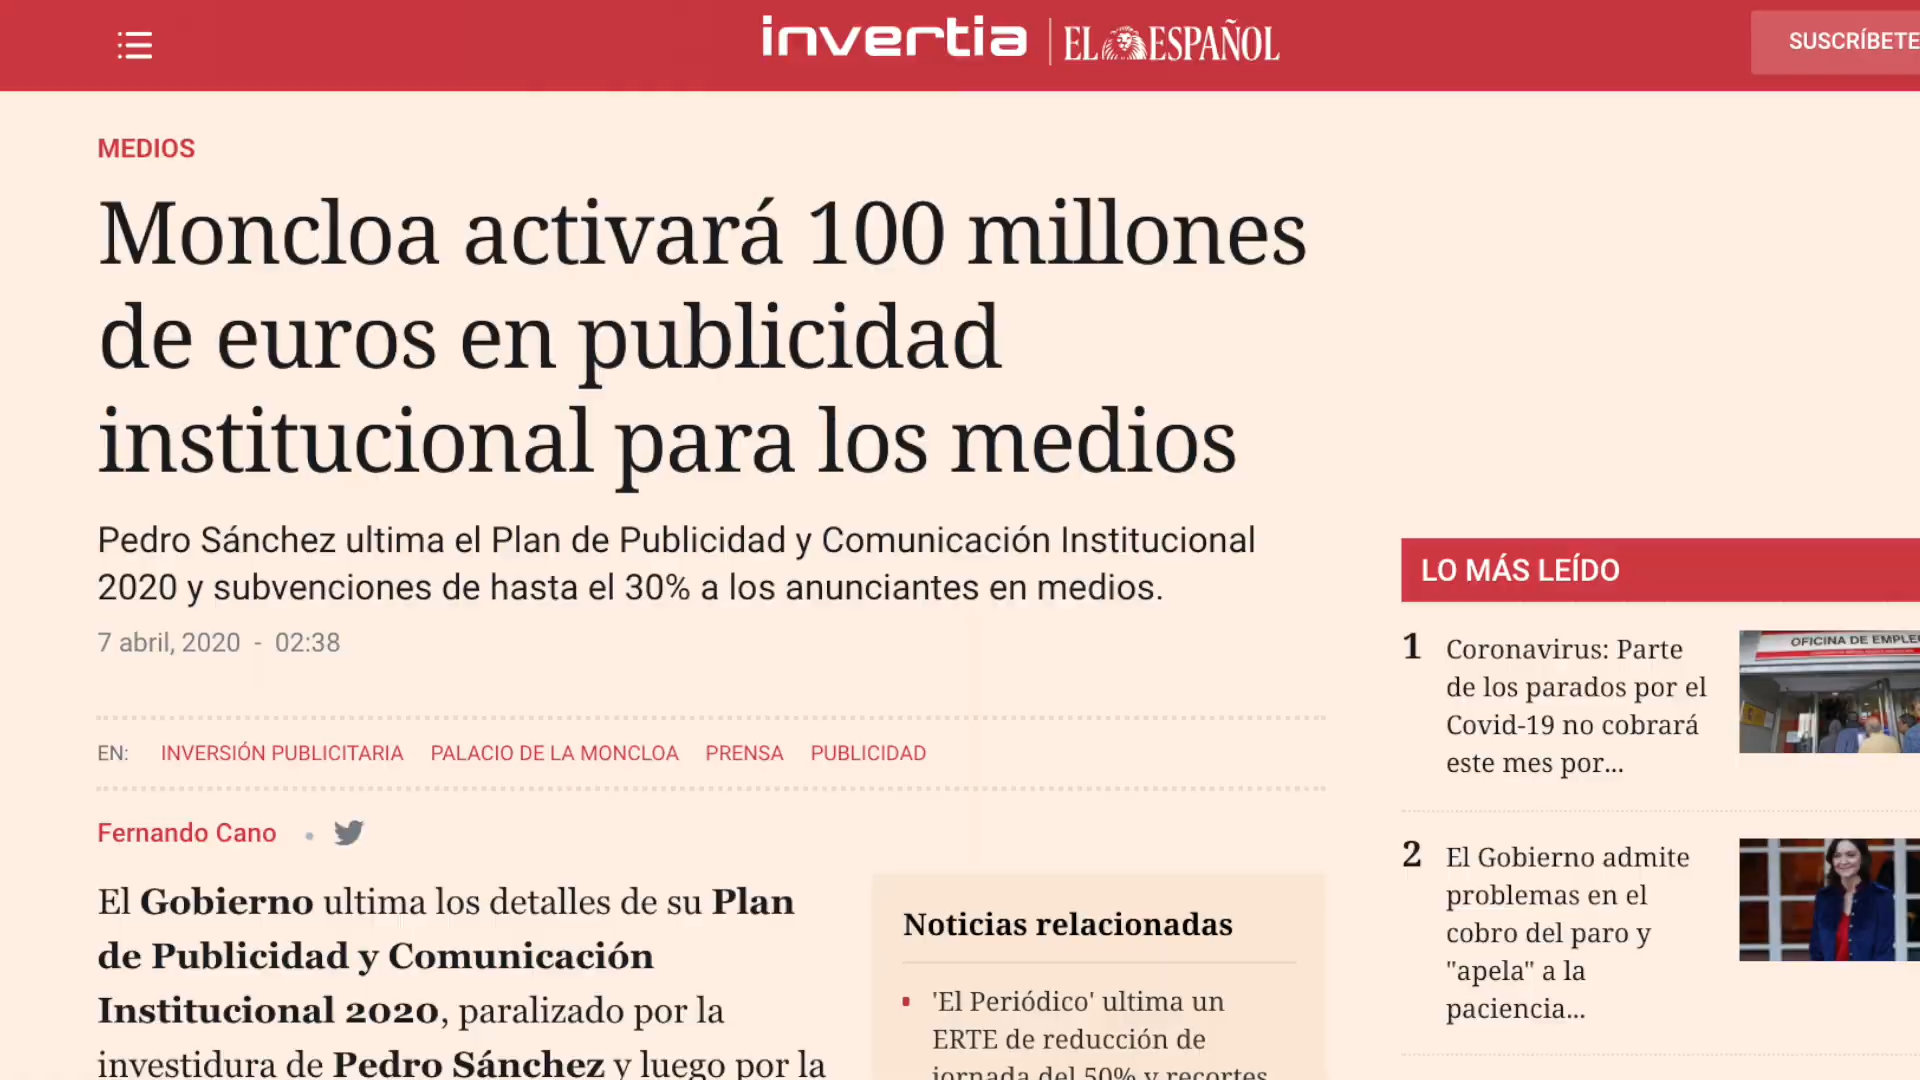 invertia
EL ESPAÑOL
SUSCRÍBETE
MEDIOS
Moncloa activará 100 millones
de euros en publicidad
institucional para los medios
Pedro Sánchez ultima el Plan de Publicidad y Comunicación Institucional
2020 y subvenciones de hasta el 30% a los anunciantes en medios.
7 abril, 2020 - 02:38
EN: INVERSIÓN PUBLICITARIA PALACIO DE LA MONCLOA PRENSA PUBLICIDAD
Fernando Cano
El Gobierno ultima los detalles de su Plan
de Publicidad y Comunicación
Institucional 2020, paralizado por la
investidura de Pedro Sánchez y luego por la
Noticias relacionadas
'El Periódico' ultima un
ERTE de reducción de
jornada del 50% y recortes
LO MÁS LEÍDO
1 Coronavirus: Parte
de los parados por el
Covid-19 no cobrará
este mes por...
OFICINA DE EMPLE
2 El Gobierno admite
problemas en el
cobro del paro y
"apela" a la
paciencia...